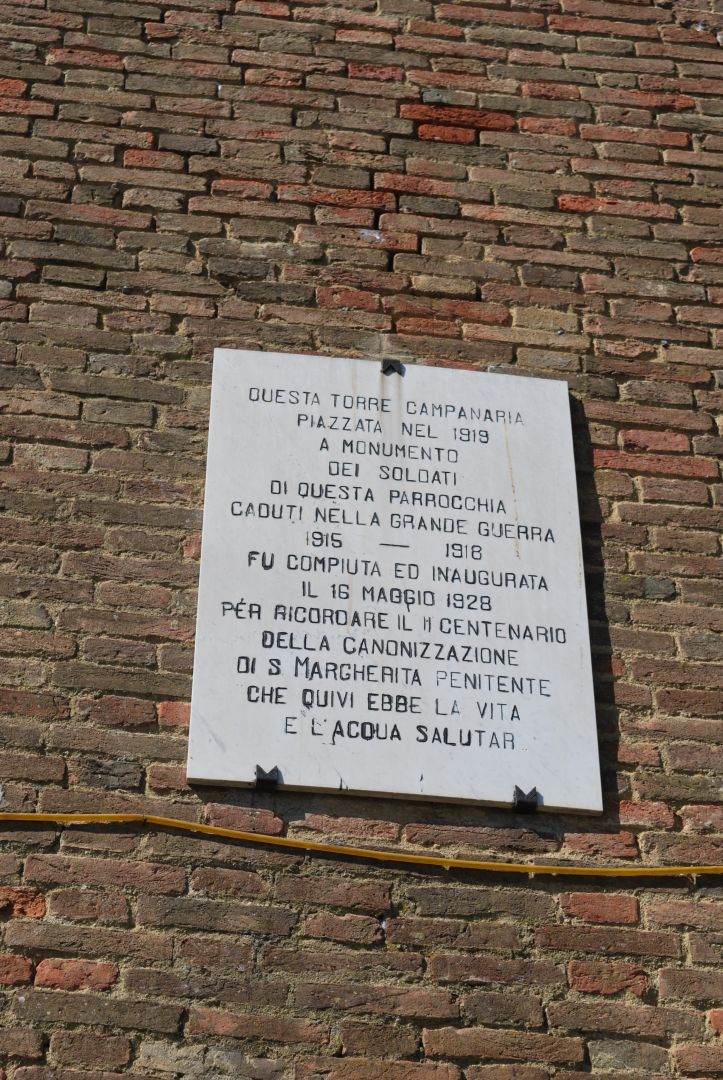 QUESTA TORRE CAMPANARIA
PIAZZATA NEL 1919
A MONUMENTO
DEI SOLDATI
DI QUESTA PARROCCHIA
CADUTI NELLA GRANDE GUERRA
1915 — 1918
FU COMPIUTA ED INAUGURATA
IL 16 MAGGIO 1928
PÉR RICORDARE IL II CENTENARIO
DELLA CANONIZZAZIONE
DI S. MARGHERITA PENITENTE
CHE QUIVI EBBE LA VITA
E L'ACQUA SALUTAR